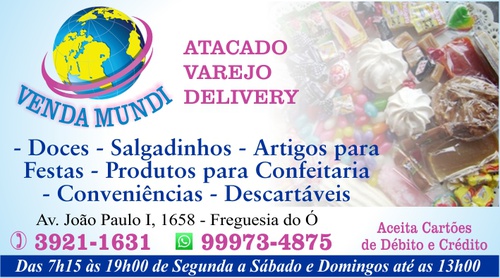 VENDA MUNDI
ATACADO
VAREJO
DELIVERY
- Doces - Salgadinhos - Artigos para
Festas - Produtos para Confeitaria
- Conveniências - Descartáveis
Av. João Paulo I, 1658 - Freguesia do Ó
3921-1631 99973-4875
Aceita Cartões
de Débito e Crédito
Das 7h15 às 19h00 de Segunda a Sábado e Domingos até as 13h00